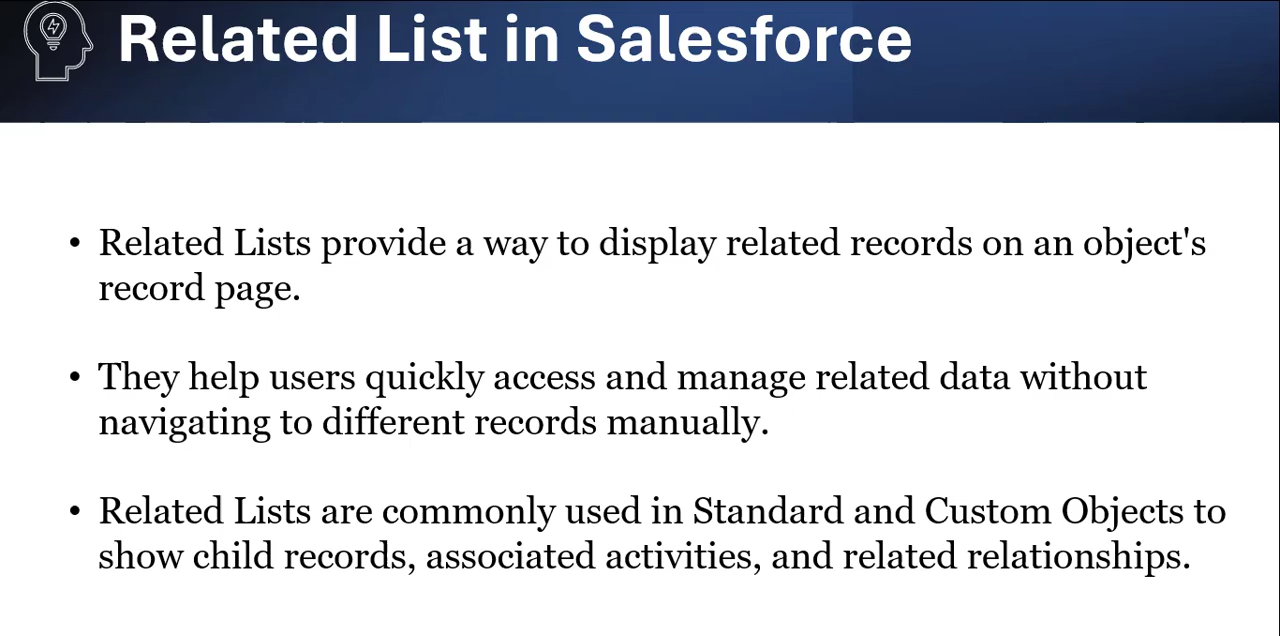 Related List in Salesforce
• Related Lists provide a way to display related records on an object's
record page.
• They help users quickly access and manage related data without
navigating to different records manually.
• Related Lists are commonly used in Standard and Custom Objects to
show child records, associated activities, and related relationships.